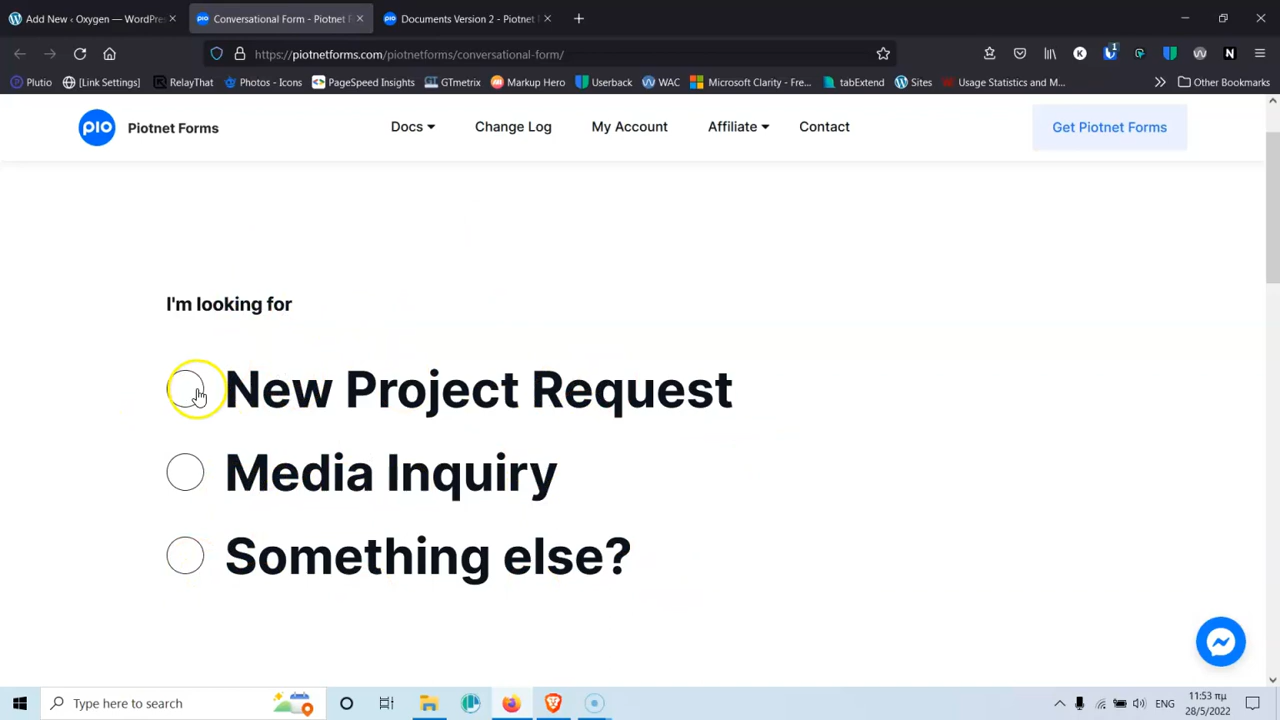 Add New ‹ Oxygen — WordPres
Conversational Form - Piotnet F
Documents Version 2 - Piotnet F
https://piotnetforms.com/piotnetforms/conversational-form/
Plutio
[Link Settings]
RelayThat
Photos - Icons
PageSpeed Insights
GTmetrix
Markup Hero
Userback
WAC
Microsoft Clarity - Fre...
tabExtend
Sites
Usage Statistics and M...
Other Bookmarks
pio
Piotnet Forms
Docs
Change Log
My Account
Affiliate
Contact
Get Piotnet Forms
I'm looking for
New Project Request
Media Inquiry
Something else?
Type here to search
ΕΝΓ
11:53 πμ
28/5/2022